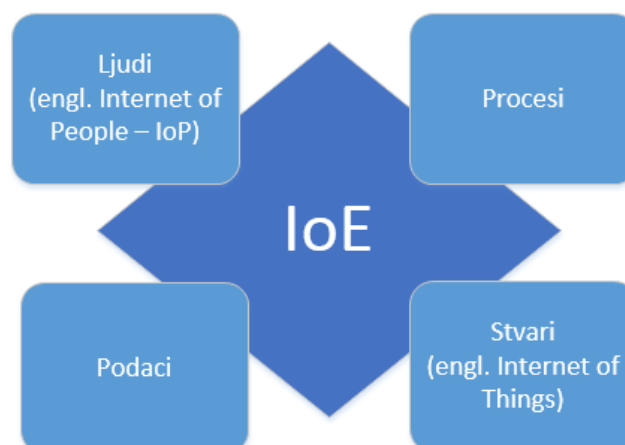 Ljudi
(engl. Internet of
People – IoP)
Procesi
IoE
Podaci
Stvari
(engl. Internet of
Things)